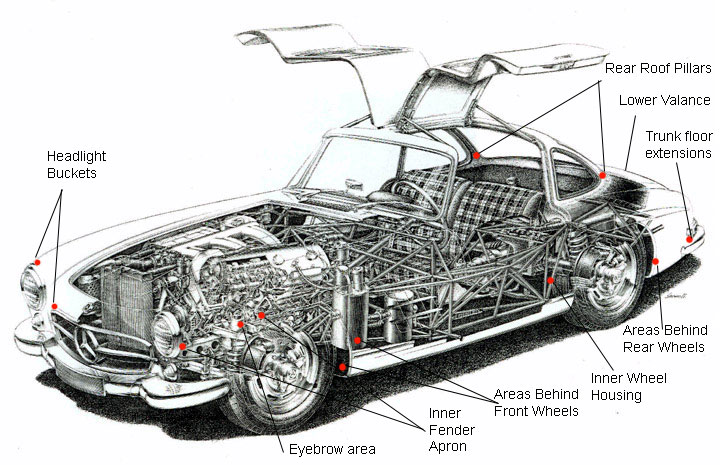 Rear Roof Pillars
Lower Valance
Trunk floor
extensions
Headlight
Buckets
Areas Behind
Rear Wheels
Inner Wheel
Housing
Areas Behind
Front Wheels
Inner
Fender
Apron
Eyebrow area